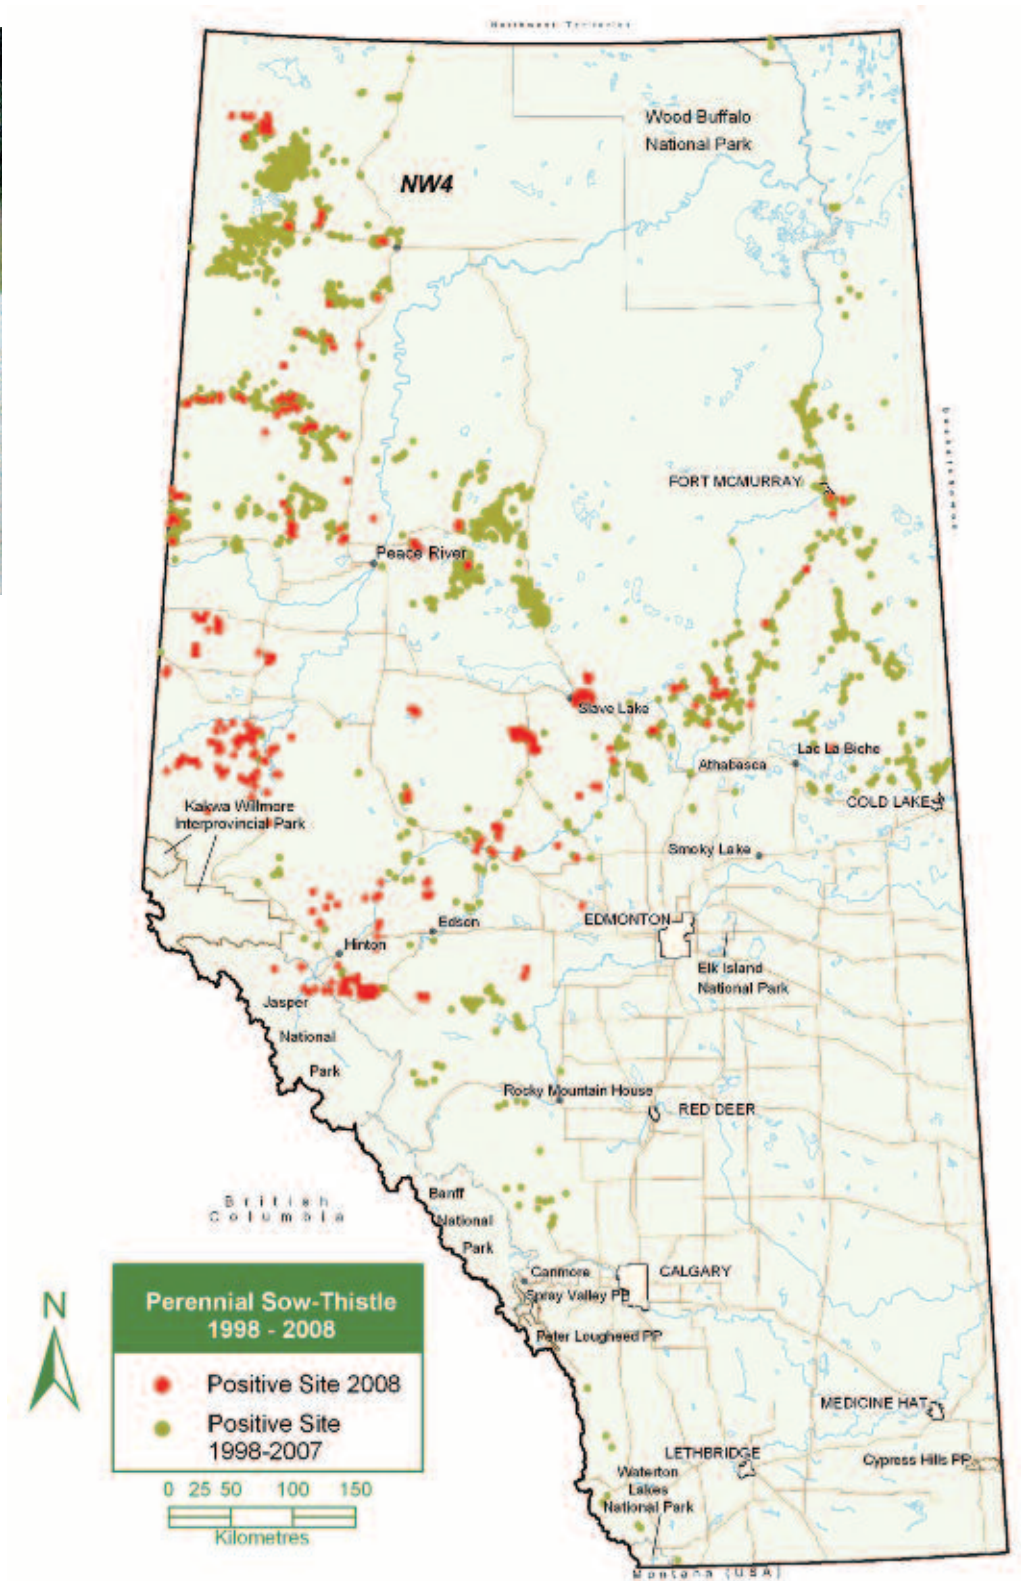 Northwest Territories
Wood Buffalo
National Park
NW4
FORT MCMURRAY
Saskatchewan
Peace River
Slave Lake
Athabasca
Lac La Biche
COLD LAKE
Kakwa Willmore
Interprovincial Park
Smoky Lake
EDMONTON
Edson
Hinton
Elk Island
National Park
Jasper
National
Park
Rocky Mountain House
RED DEER
British
Columbia
Banff
National
Park
Canmore
CALGARY
Spray Valley PP
Peter Lougheed PP
N
Perennial Sow-Thistle
1998 - 2008
Positive Site 2008
Positive Site
1998-2007
0 25 50 100 150
Kilometres
MEDICINE HAT
LETHBRIDGE
Cypress Hills PP
Waterton
Lakes
National Park
Montana (USA)